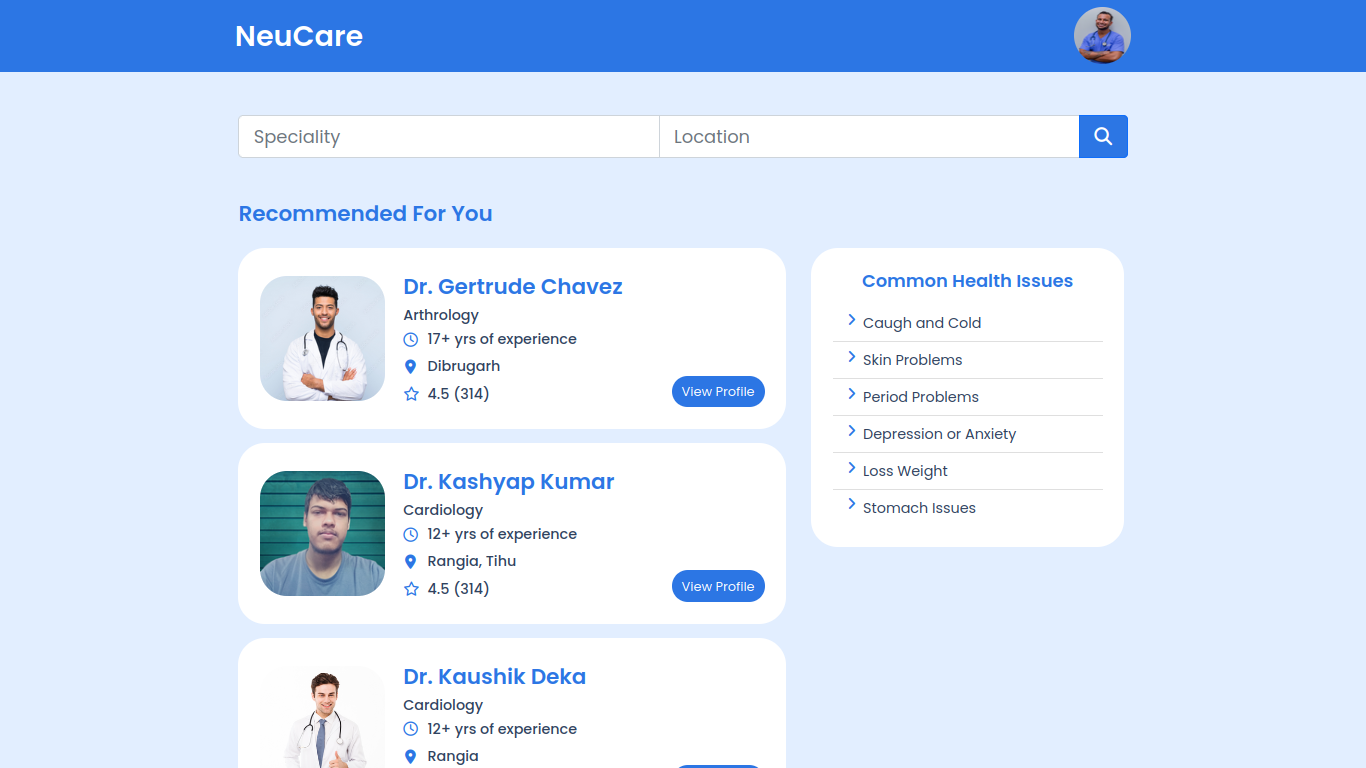 NeuCare
Speciality
Location
Recommended For You
Dr. Gertrude Chavez
Arthrology
17+ yrs of experience
Dibrugarh
4.5 (314)
View Profile
Dr. Kashyap Kumar
Cardiology
12+ yrs of experience
Rangia, Tihu
4.5 (314)
View Profile
Dr. Kaushik Deka
Cardiology
12+ yrs of experience
Rangia
Common Health Issues
Caugh and Cold
Skin Problems
Period Problems
Depression or Anxiety
Loss Weight
Stomach Issues